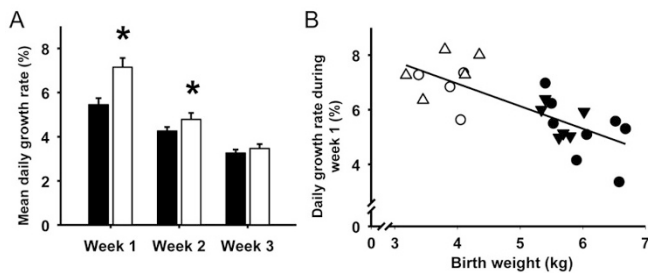 A
Mean daily growth rate (%)
8
6
4
2
0
*
*
Week 1 Week 2 Week 3
B
Daily growth rate during
week 1 (%)
8
6
4
0
0 3 4 5 6 7
Birth weight (kg)